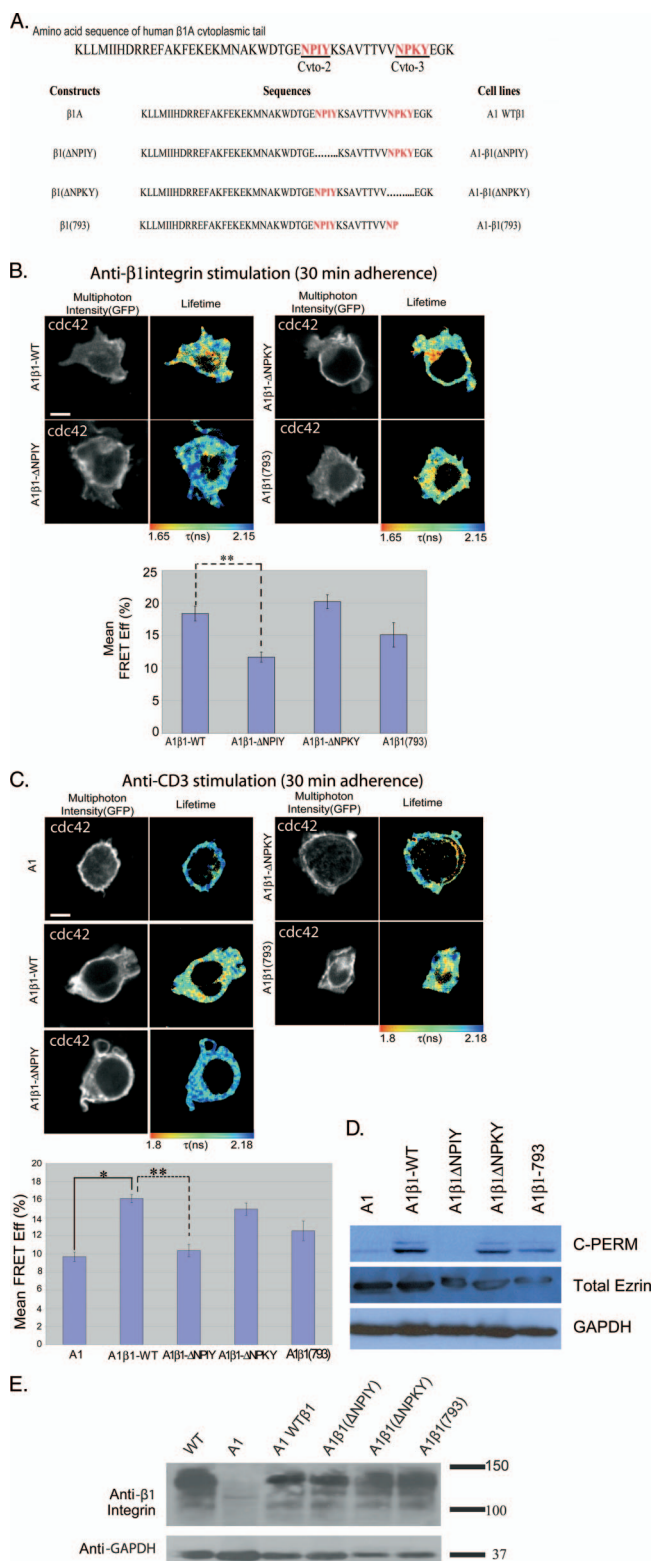 A.
Amino acid sequence of human β1A cytoplasmic tail
KLLMIIHDRREFAKFEKEKMNAKWDTGENPIYKSAVTTVVNPKYEGK
Cyto-2 Cyto-3
Constructs Sequences Cell lines
β1A KLLMIIHDRREFAKFEKEKMNAKWDTGENPIYKSAVTTVVNPKYEGK A1 WTβ1
β1(ΔNPIY) KLLMIIHDRREFAKFEKEKMNAKWDTGE........KSAVTTVVNPKYEGK A1-β1(ΔNPIY)
β1(ΔNPKY) KLLMIIHDRREFAKFEKEKMNAKWDTGENPIYKSAVTTVV..........EGK A1-β1(ΔNPKY)
β1(793) KLLMIIHDRREFAKFEKEKMNAKWDTGENPIYKSAVTTVVNP A1-β1(793)
B.
Anti-β1integrin stimulation (30 min adherence)
Multiphoton Intensity(GFP) Lifetime Multiphoton Intensity(GFP) Lifetime
A1β1-WT cdc42 A1β1-ΔNPKY cdc42
A1β1-ΔNPIY cdc42 A1β1(793) cdc42
1.65 τ(ns) 2.15 1.65 τ(ns) 2.15
**
Mean FRET Eff (%)
25
20
15
10
5
0
A1β1-WT A1β1-ΔNPIY A1β1-ΔNPKY A1β1(793)
C.
Anti-CD3 stimulation (30 min adherence)
Multiphoton Intensity(GFP) Lifetime Multiphoton Intensity(GFP) Lifetime
A1 cdc42 A1β1-ΔNPKY cdc42
A1β1-WT cdc42 A1β1(793) cdc42
A1β1-ΔNPIY cdc42
1.8 τ(ns) 2.18
1.8 τ(ns) 2.18
* **
Mean FRET Eff (%)
20
18
16
14
12
10
8
6
4
2
0
A1 A1β1-WT A1β1-ΔNPIY A1β1-ΔNPKY A1β1(793)
D.
A1 A1β1-WT A1β1ΔNPIY A1β1ΔNPKY A1β1-793
C-PERM
Total Ezrin
GAPDH
E.
WT A1 A1 WTβ1 A1β1(ΔNPIY) A1β1(ΔNPKY) A1β1(793)
Anti-β1 Integrin
150
100
Anti-GAPDH 37